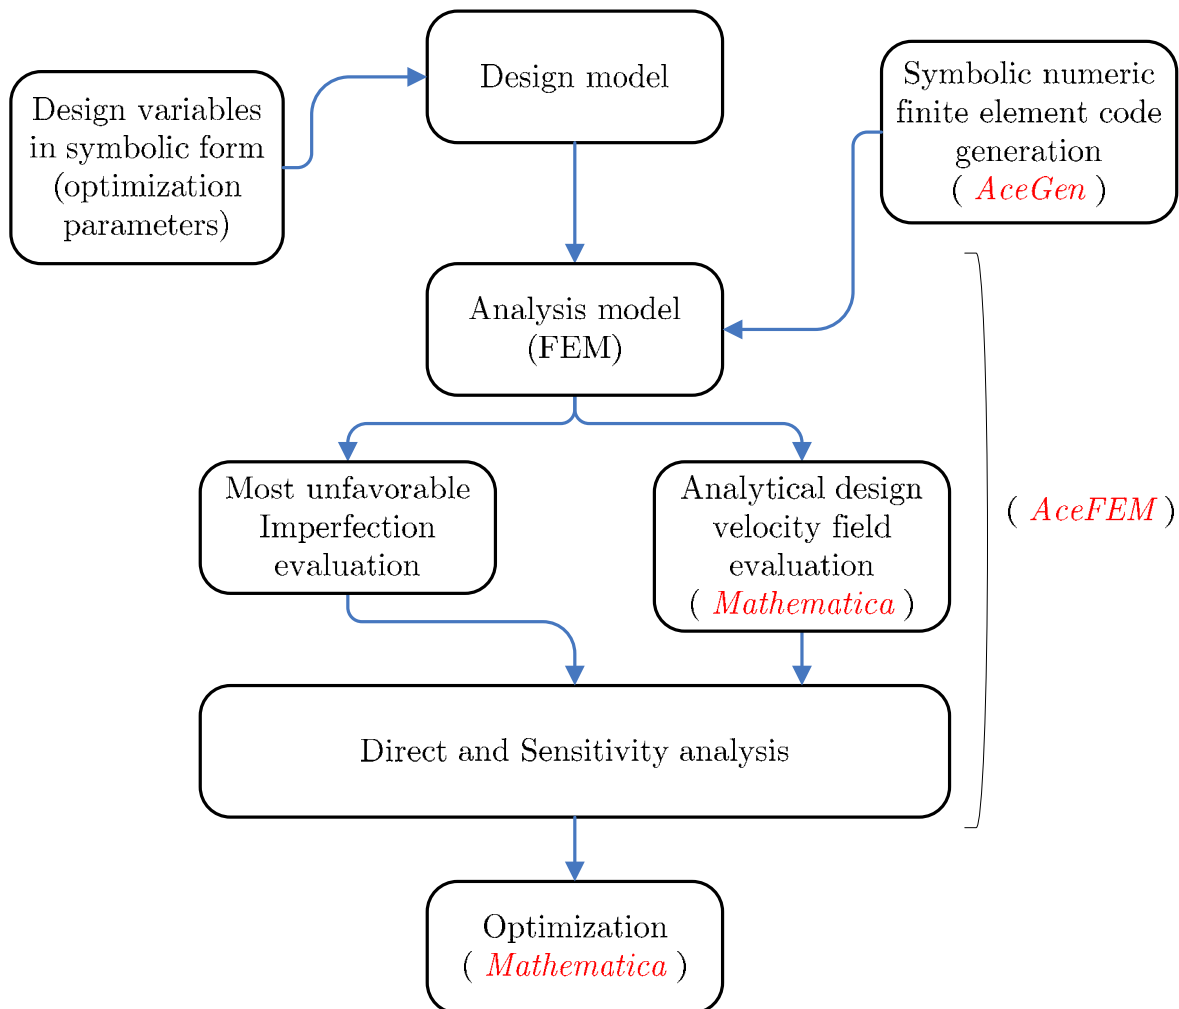 Design model
Design variables
in symbolic form
(optimization
parameters)
Symbolic numeric
finite element code
generation
( AceGen )
Analysis model
(FEM)
Most unfavorable
Imperfection
evaluation
Analytical design
velocity field
evaluation
( Mathematica )
( AceFEM )
Direct and Sensitivity analysis
Optimization
( Mathematica )